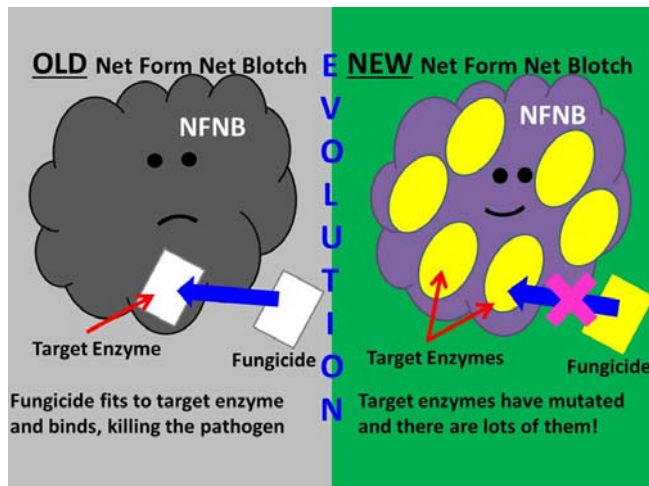 OLD Net Form Net Blotch
NFNB
Target Enzyme
Fungicide
Fungicide fits to target enzyme
and binds, killing the pathogen
EVOLUTION
NEW Net Form Net Blotch
NFNB
Target Enzymes
Fungicide
Target enzymes have mutated
and there are lots of them!